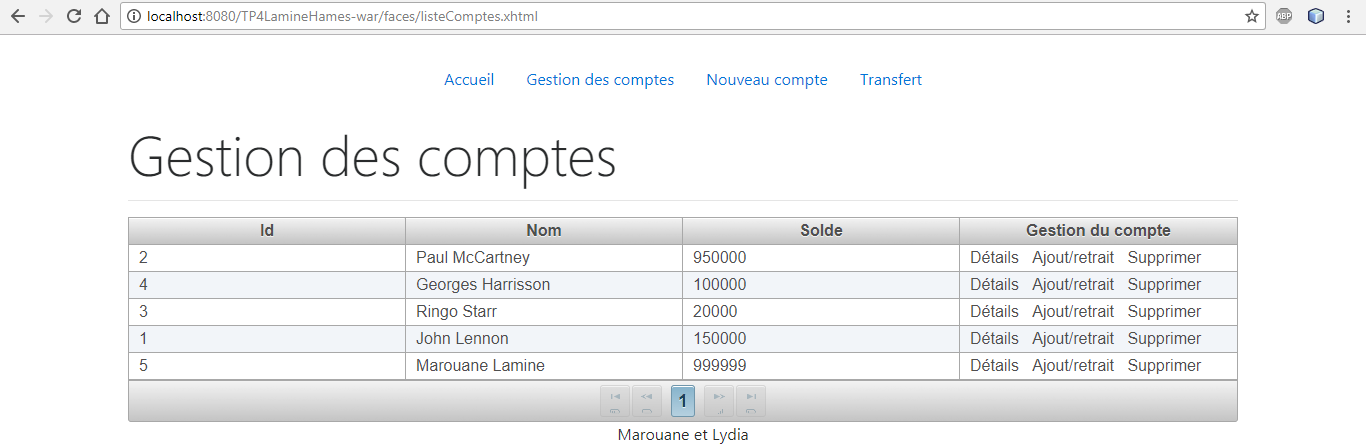 localhost:8080/TP4LamineHames-war/faces/listeComptes.xhtml
ABP
Accueil Gestion des comptes Nouveau compte Transfert
Gestion des comptes
Id Nom Solde Gestion du compte
2 Paul McCartney 950000 Détails Ajout/retrait Supprimer
4 Georges Harrisson 100000 Détails Ajout/retrait Supprimer
3 Ringo Starr 20000 Détails Ajout/retrait Supprimer
1 John Lennon 150000 Détails Ajout/retrait Supprimer
5 Marouane Lamine 999999 Détails Ajout/retrait Supprimer
1
Marouane et Lydia